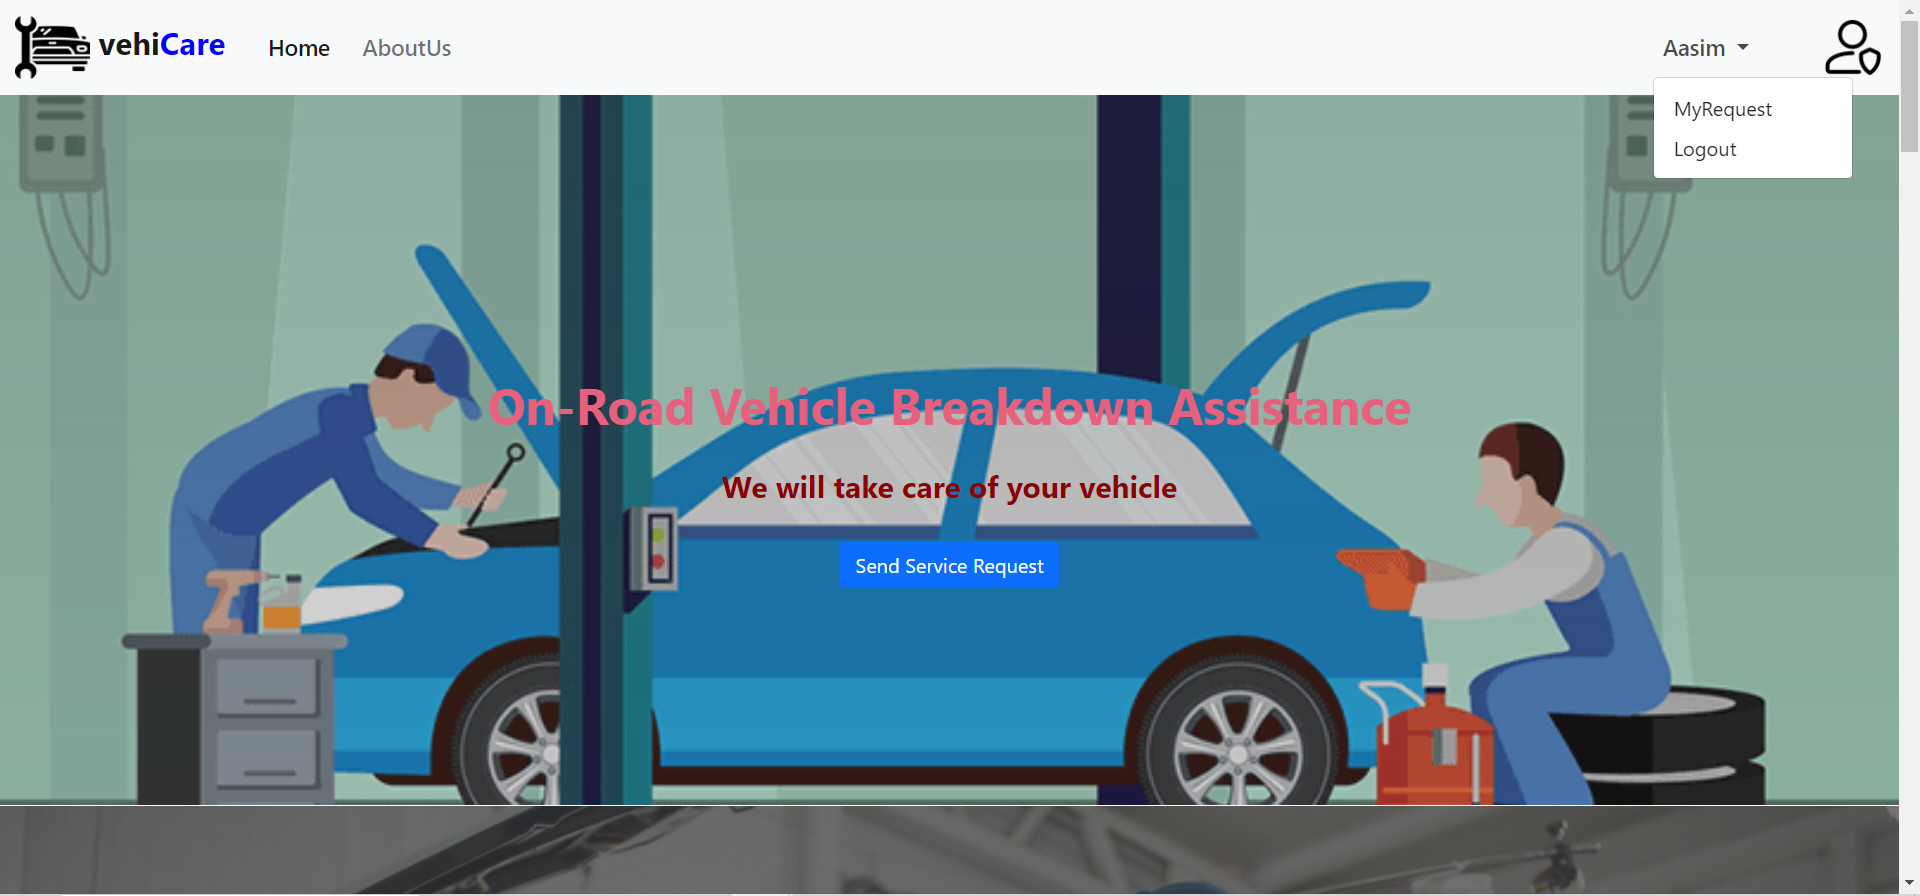 vehiCare
Home
AboutUs
Aasim
MyRequest
Logout
On-Road Vehicle Breakdown Assistance
We will take care of your vehicle
Send Service Request